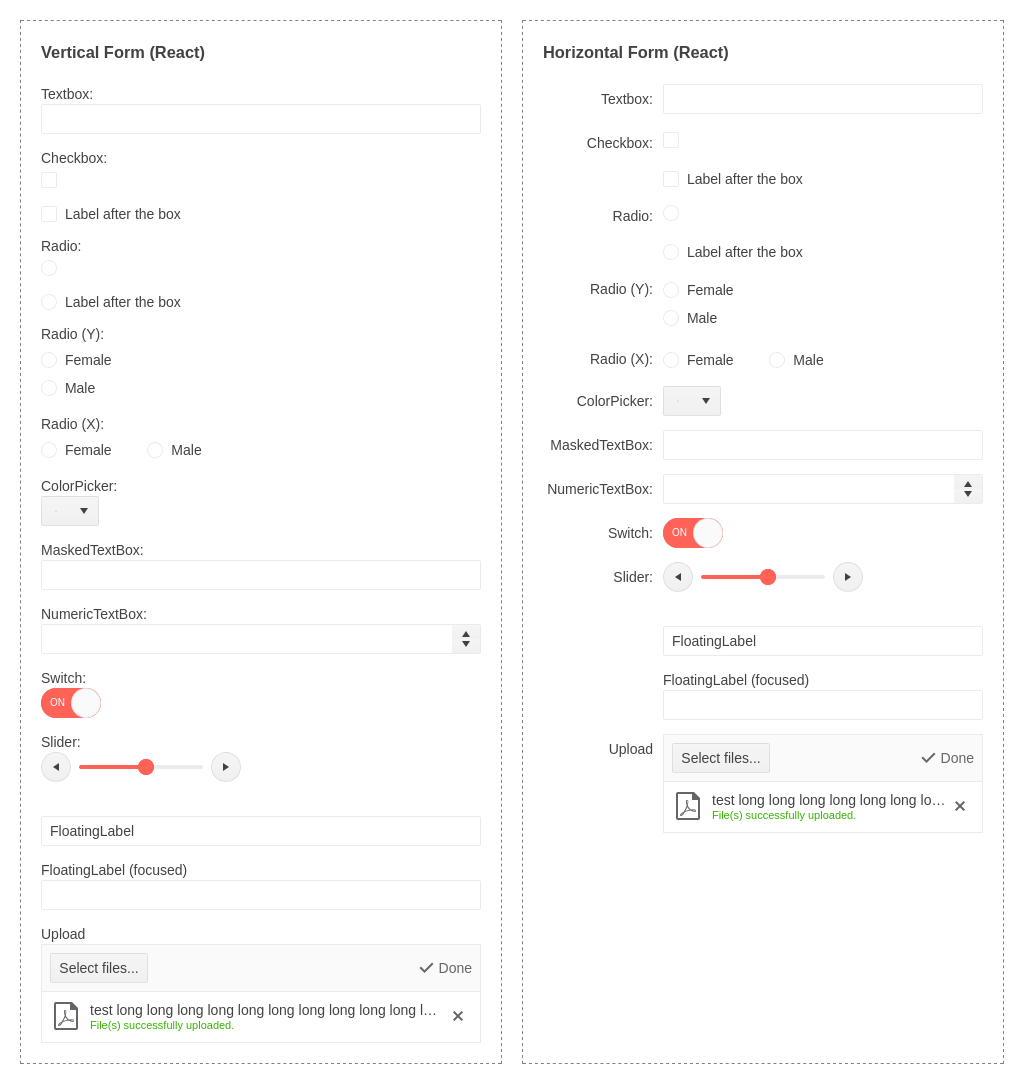 Vertical Form (React)
Textbox:
Checkbox:
Label after the box
Radio:
Label after the box
Radio (Y):
Female
Male
Radio (X):
Female Male
ColorPicker:
MaskedTextBox:
NumericTextBox:
Switch:
ON
Slider:
FloatingLabel
FloatingLabel (focused)
Upload
Select files... Done
test long long long long long long long long long long l...
File(s) successfully uploaded.
Horizontal Form (React)
Textbox:
Checkbox:
Label after the box
Radio:
Label after the box
Radio (Y): Female
Male
Radio (X): Female Male
ColorPicker:
MaskedTextBox:
NumericTextBox:
Switch: ON
Slider:
FloatingLabel
FloatingLabel (focused)
Upload
Select files... Done
test long long long long long long lo...
File(s) successfully uploaded.